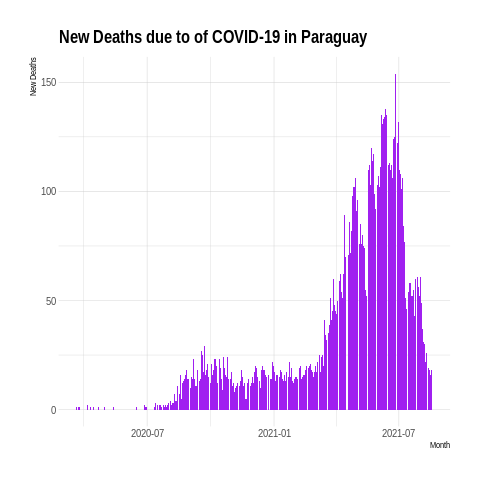 New Deaths due to of COVID-19 in Paraguay
New Deaths
150
100
50
0
2020-07
2021-01
2021-07
Month